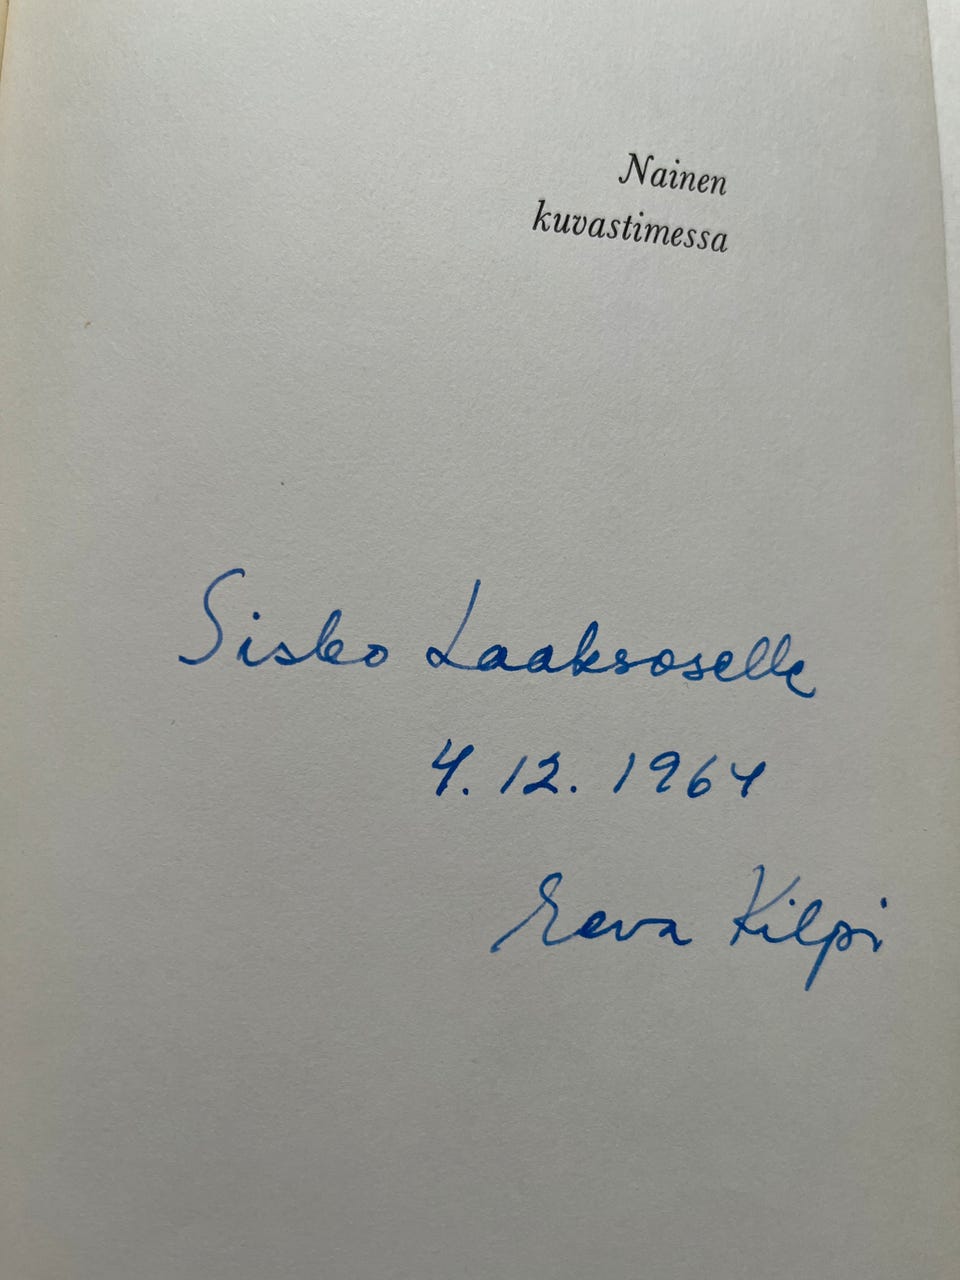 Nainen
kuvastimessa
Sisko Laaksoselle
4.12.1964
Eeva Kilpi